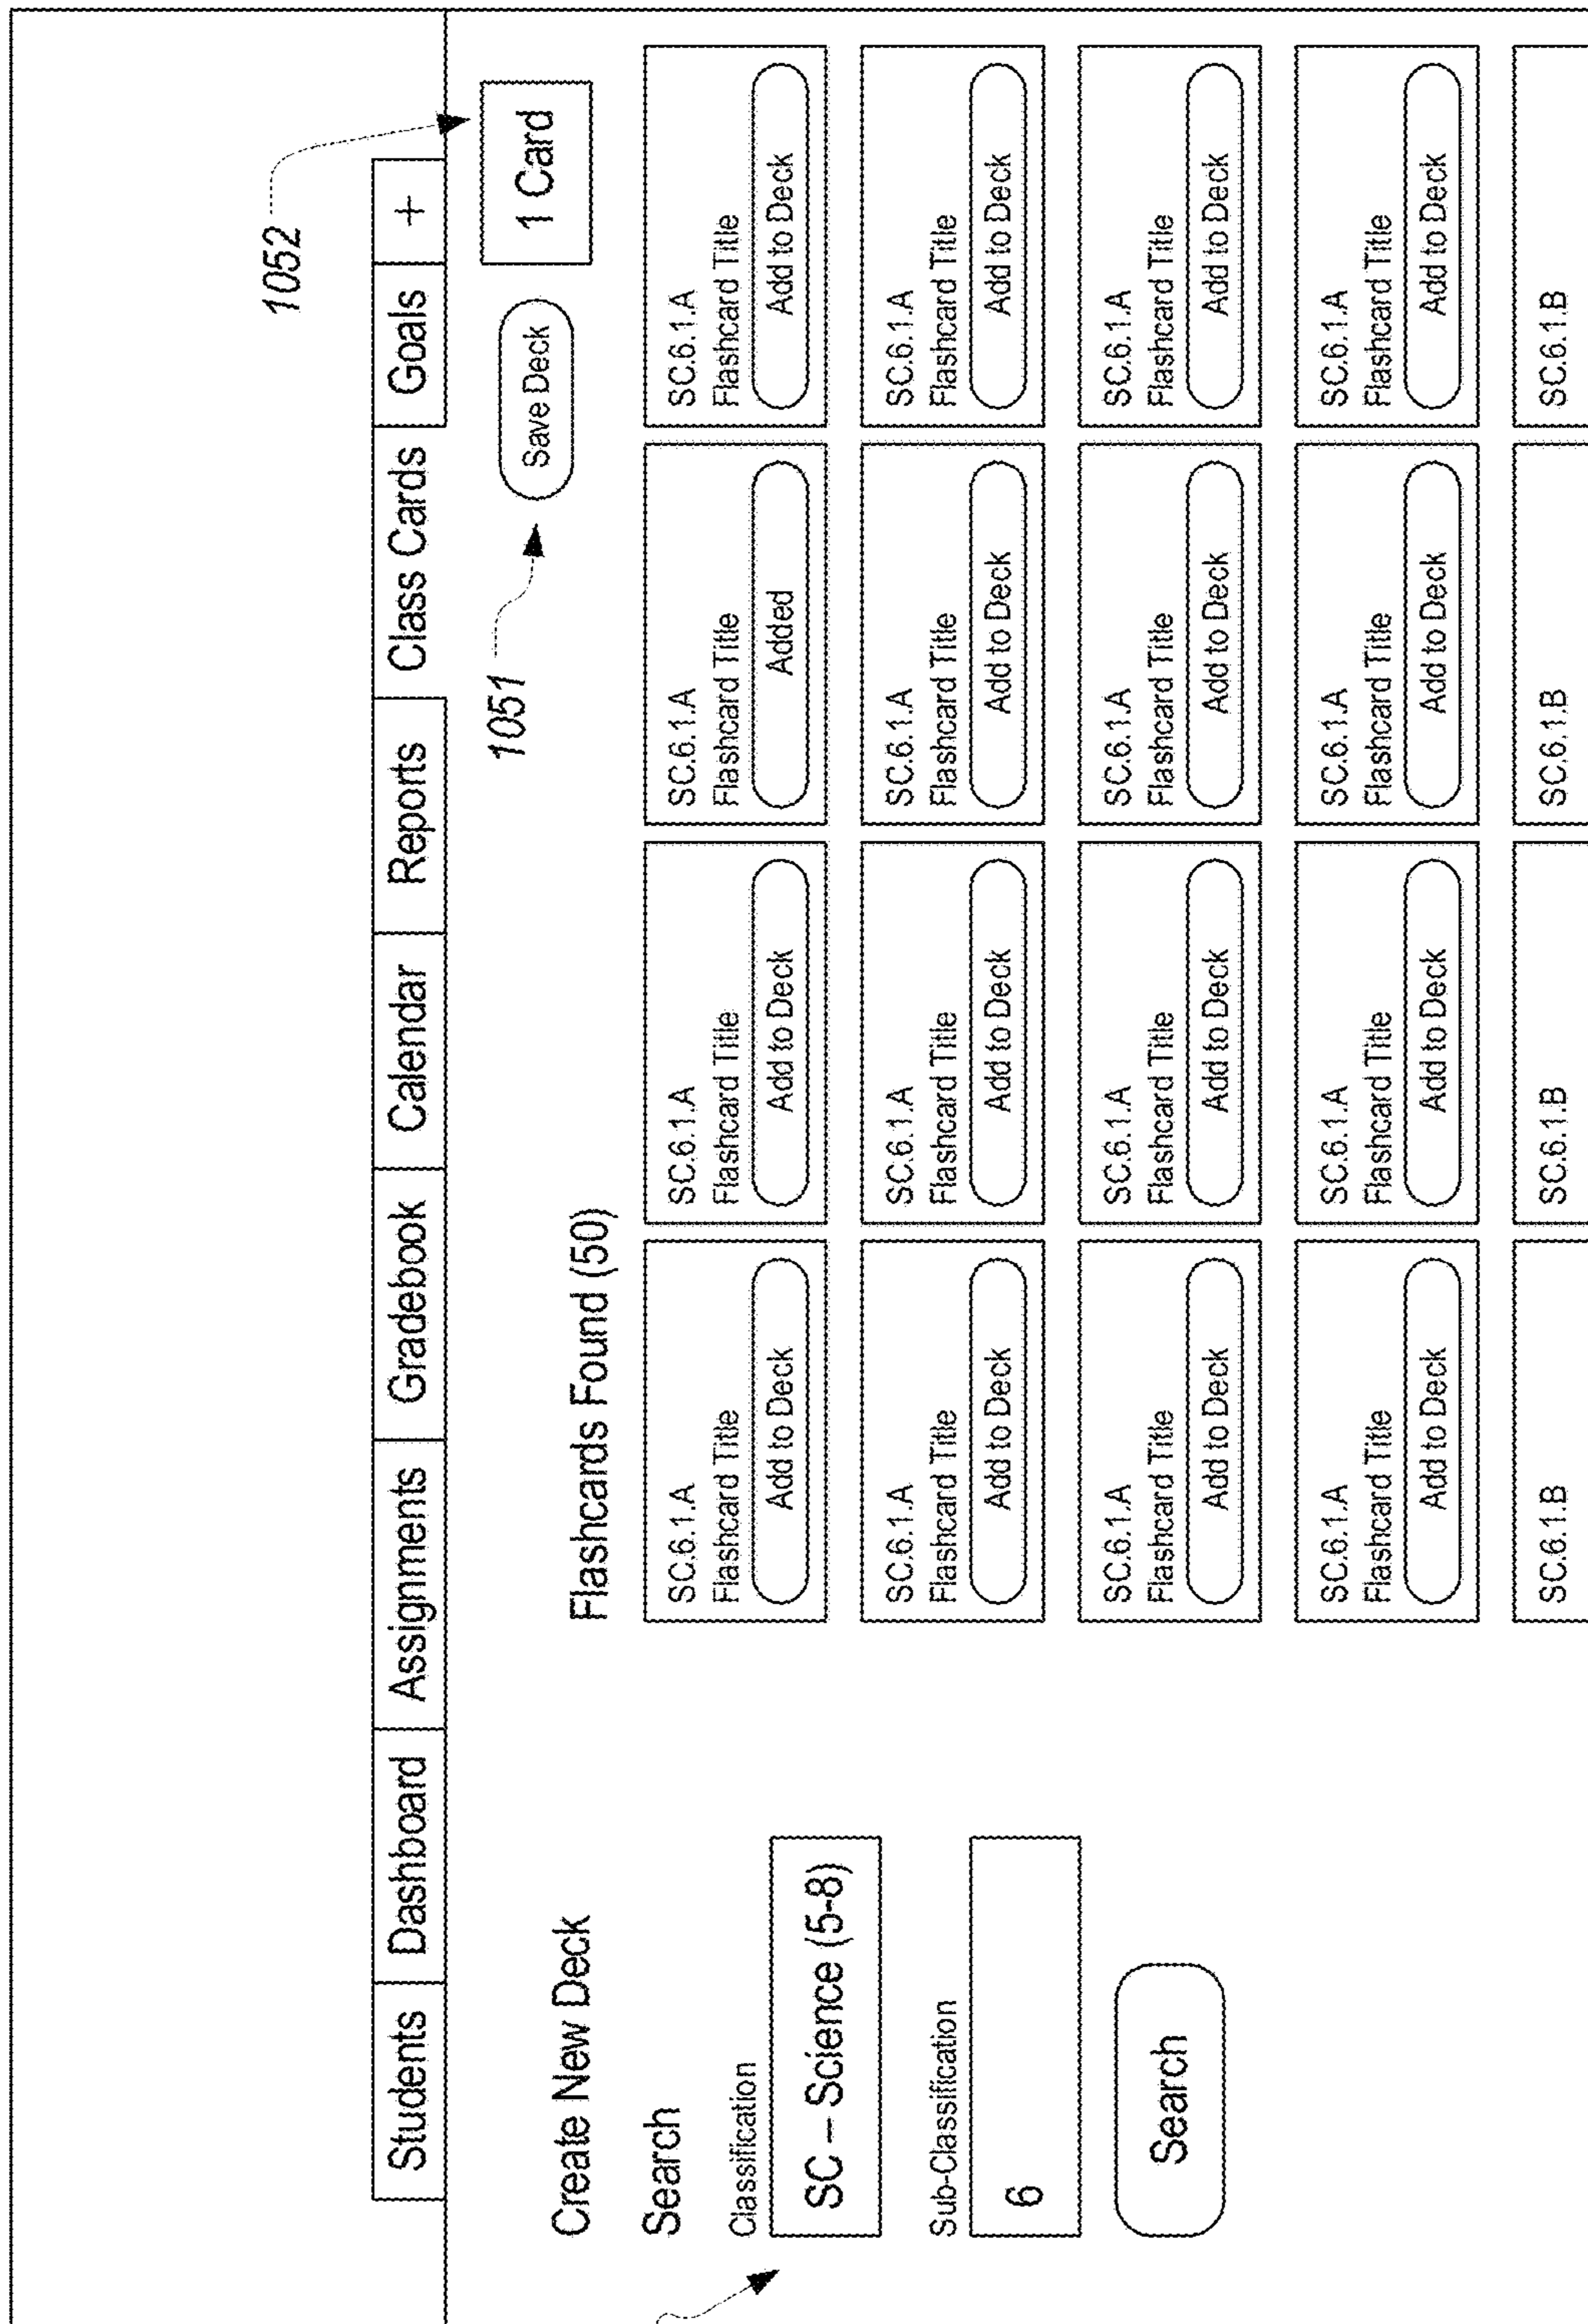 1052
Students Dashboard Assignments Gradebook Calendar Reports Class Cards Goals +
1051
Save Deck
1 Card
Create New Deck
Search
Classification
SC – Science (5-8)
Sub-Classification
6
Search
Flashcards Found (50)
SC.6.1.A SC.6.1.A SC.6.1.A SC.6.1.A
Flashcard Title Flashcard Title Flashcard Title Flashcard Title
Add to Deck Add to Deck Added Add to Deck
SC.6.1.A SC.6.1.A SC.6.1.A SC.6.1.A
Flashcard Title Flashcard Title Flashcard Title Flashcard Title
Add to Deck Add to Deck Add to Deck Add to Deck
SC.6.1.A SC.6.1.A SC.6.1.A SC.6.1.A
Flashcard Title Flashcard Title Flashcard Title Flashcard Title
Add to Deck Add to Deck Add to Deck Add to Deck
SC.6.1.A SC.6.1.A SC.6.1.A SC.6.1.A
Flashcard Title Flashcard Title Flashcard Title Flashcard Title
Add to Deck Add to Deck Add to Deck Add to Deck
SC.6.1.B SC.6.1.B SC.6.1.B SC.6.1.B